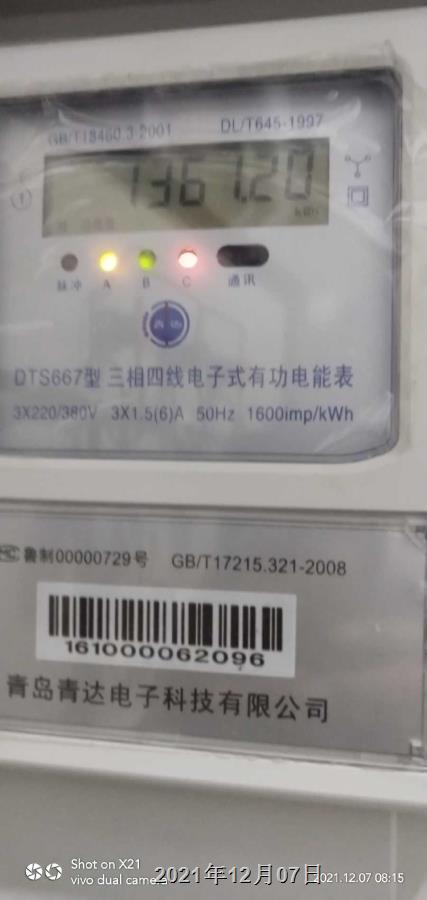 GB/T18460.3-2001 DL/T645-1997
1367.20
kWh
脉冲 A B C 通讯
青达
DTS667型 三相四线电子式有功电能表
3X220/380V 3X1.5(6)A 50Hz 1600imp/kWh
MC 鲁制00000729号 GB/T17215.321-2008
161000062096
青岛青达电子科技有限公司
Shot on X21
vivo dual camera
2021年12月07日
2021.12.07 08:15